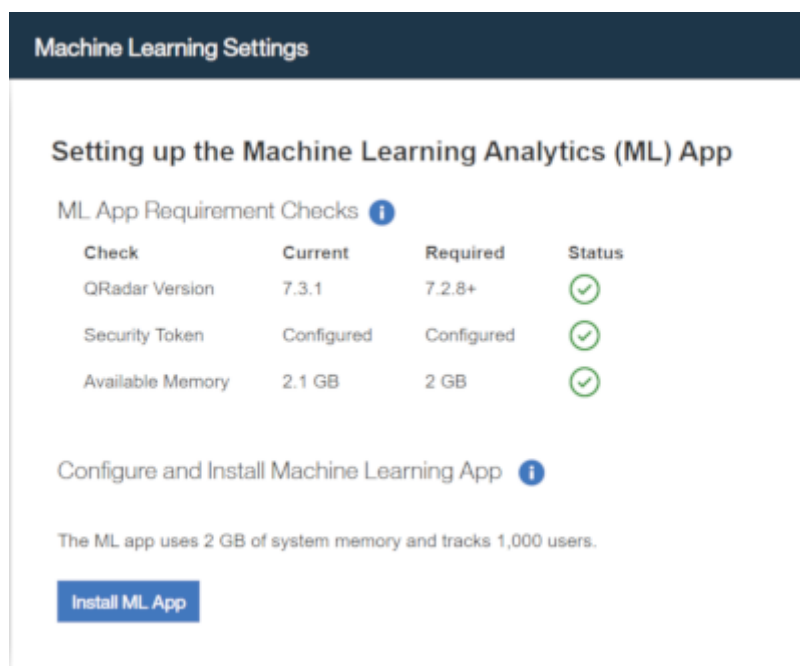 Machine Learning Settings
Setting up the Machine Learning Analytics (ML) App
ML App Requirement Checks
Check Current Required Status
QRadar Version 7.3.1 7.2.8+
Security Token Configured Configured
Available Memory 2.1 GB 2 GB
Configure and Install Machine Learning App
The ML app uses 2 GB of system memory and tracks 1,000 users.
Install ML App